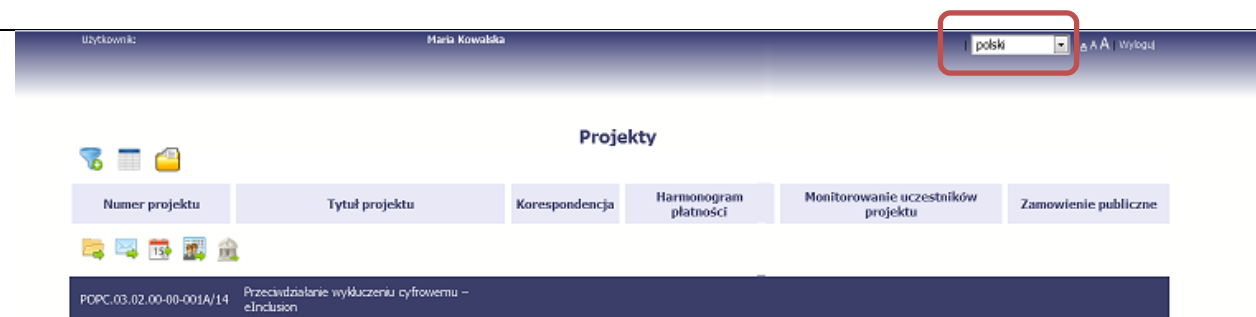 Użytkownik: Maria Kowalska | polski A A A | Wyloguj
Projekty
Numer projektu Tytuł projektu Korespondencja Harmonogram płatności Monitorowanie uczestników projektu Zamowienie publiczne
15
POPC.03.02.00-00-001A/14 Przeciwdziałanie wykluczeniu cyfrowemu –
eInclusion